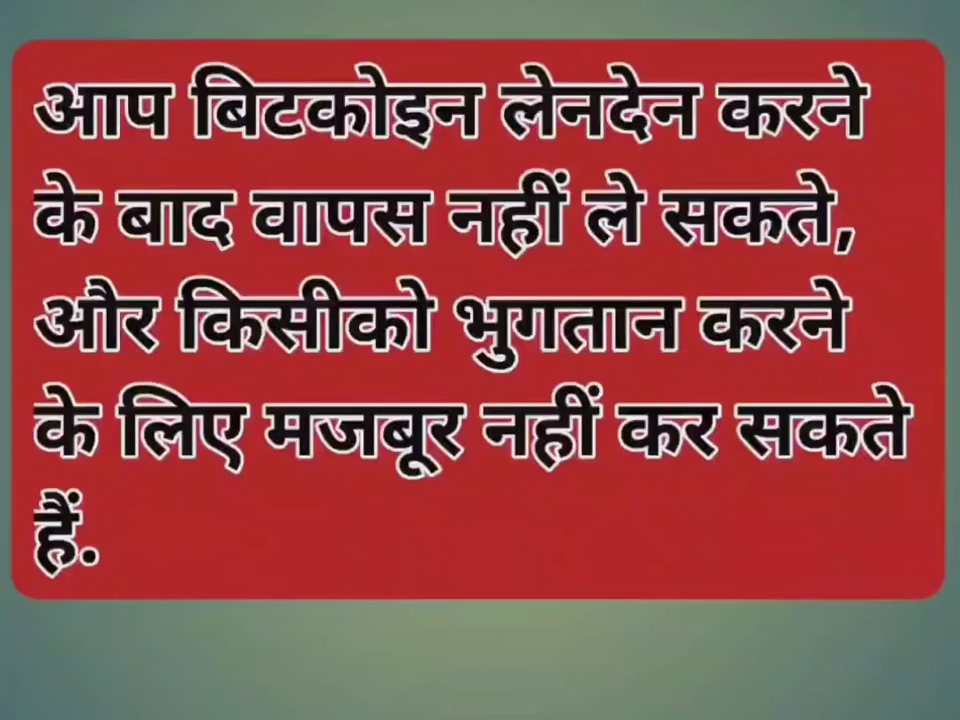 आप बिटकोइन लेनदेन करने
के बाद वापस नहीं ले सकते,
और किसीको भुगतान करने
के लिए मजबूर नहीं कर सकते
हैं.